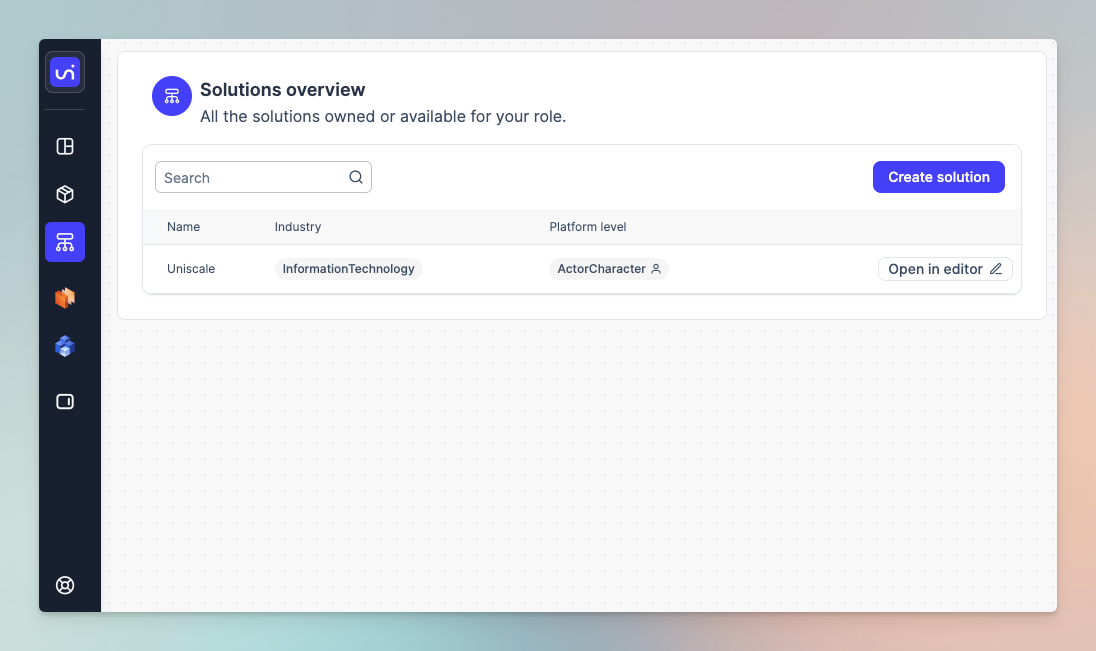 Solutions overview
All the solutions owned or available for your role.
Search
Create solution
Name Industry Platform level
Uniscale InformationTechnology ActorCharacter Open in editor